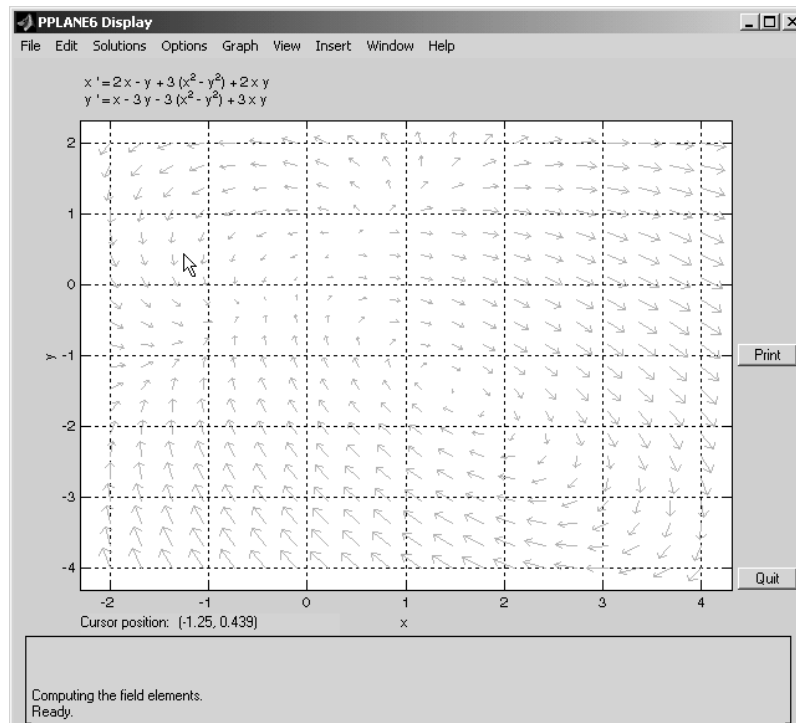 PPLANE6 Display
File Edit Solutions Options Graph View Insert Window Help
x ' = 2 x - y + 3 (x² - y²) + 2 x y
y ' = x - 3 y - 3 (x² - y²) + 3 x y
2
1
0
-1
-2
-3
-4
y
Print
Quit
-2 -1 0 1 2 3 4
Cursor position: (-1.25, 0.439)
x
Computing the field elements.
Ready.